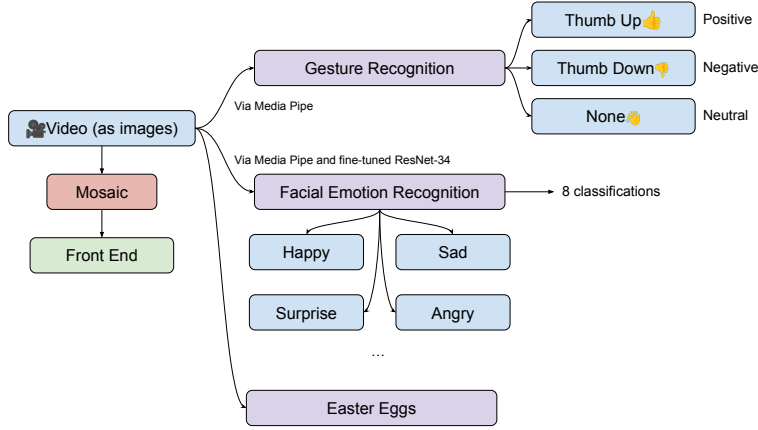 Thumb Up👍
Positive
Gesture Recognition
Thumb Down👎
Negative
Via Media Pipe
None👋
Neutral
🎥Video (as images)
Via Media Pipe and fine-tuned ResNet-34
Mosaic
Facial Emotion Recognition
8 classifications
Front End
Happy
Sad
Surprise
Angry
...
Easter Eggs